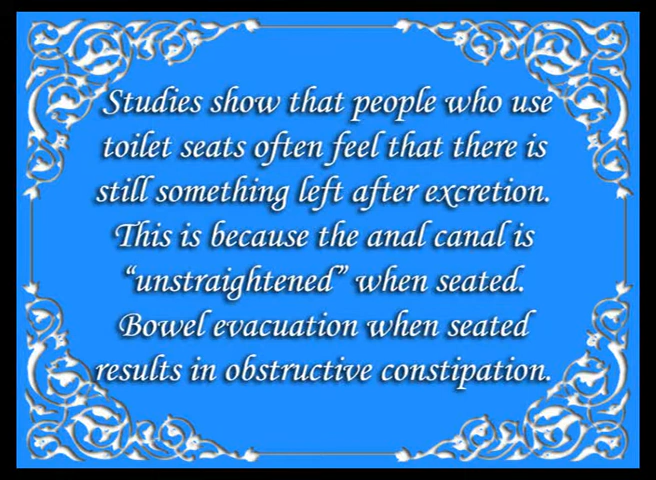 Studies show that people who use
toilet seats often feel that there is
still something left after excretion.
This is because the anal canal is
“unstraightened” when seated.
Bowel evacuation when seated
results in obstructive constipation.